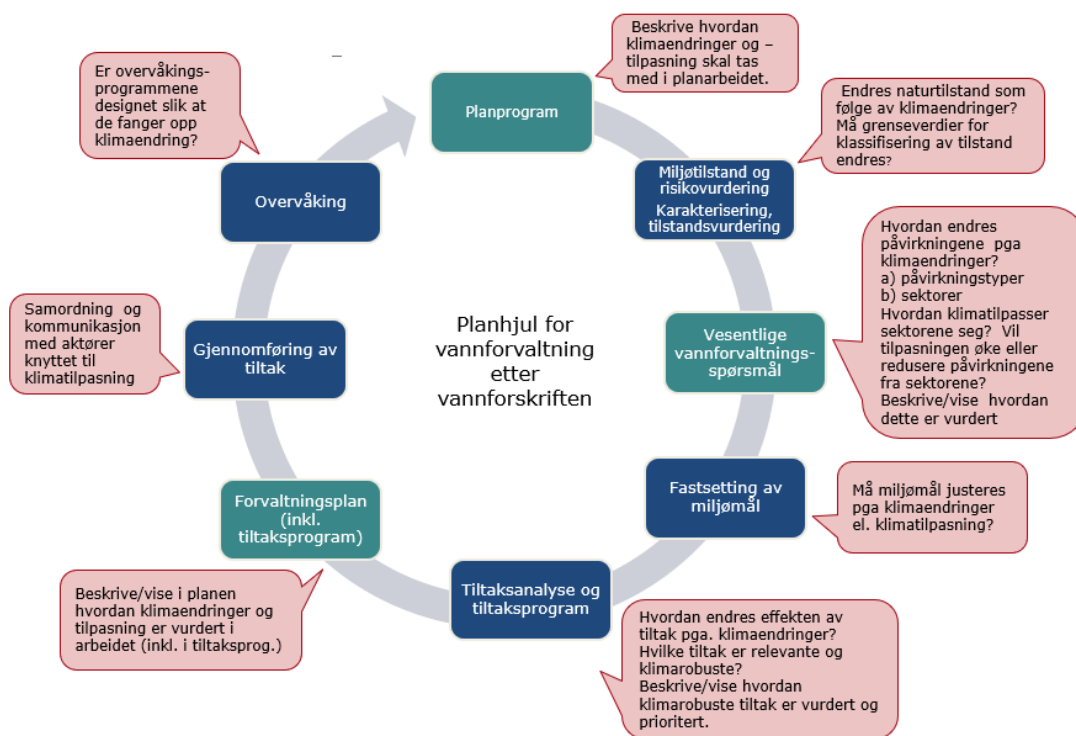 Beskrive hvordan
klimaendringer og –
tilpasning skal tas
med i planarbeidet.
Planprogram
Endres naturtilstand som
følge av klimaendringer?
Må grenseverdier for
klassifisering av tilstand
endres?
Miljøtilstand og
risikovurdering
Karakterisering,
tilstandsvurdering
Hvordan endres
påvirkningene pga
klimaendringer?
a) påvirkningstyper
b) sektorer
Hvordan klimatilpasser
sektorene seg? Vil
tilpasningen øke eller
redusere påvirkningene
fra sektorene?
Beskrive/vise hvordan
dette er vurdert
Vesentlige
vannforvaltnings-
spørsmål
Må miljømål justeres
pga klimaendringer
el. klimatilpasning?
Fastsetting av
miljømål
Hvordan endres effekten av
tiltak pga. klimaendringer?
Hvilke tiltak er relevante og
klimarobuste?
Beskrive/vise hvordan
klimarobuste tiltak er vurdert og
prioritert.
Tiltaksanalyse og
tiltaksprogram
Beskrive/vise i planen
hvordan klimaendringer og
tilpasning er vurdert i
arbeidet (inkl. i tiltaksprog.)
Forvaltningsplan
(inkl.
tiltaksprogram)
Samordning og
kommunikasjon
med aktører
knyttet til
klimatilpasning
Gjennomføring av
tiltak
Er overvåkings-
programmene
designet slik at
de fanger opp
klimaendring?
Overvåking
–
Planhjul for
vannforvaltning
etter
vannforskriften